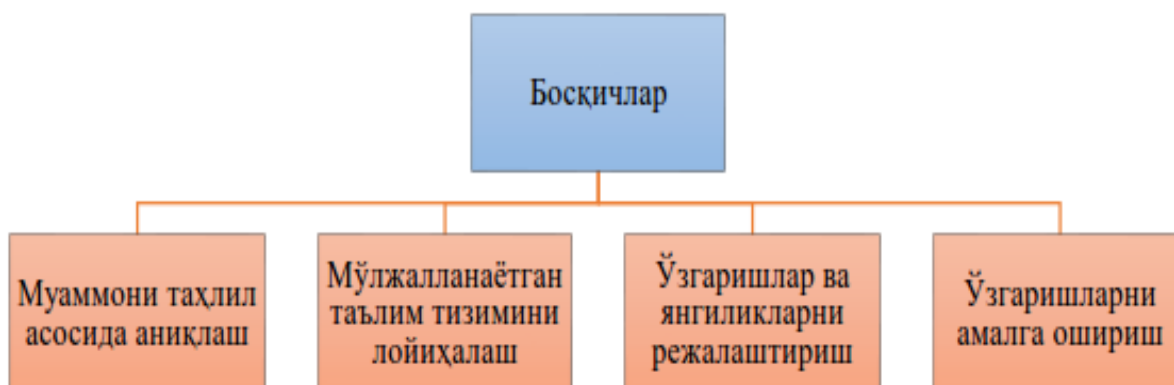 Босқичлар
Муаммони таҳлил
асосида аниқлаш
Мўлжалланаётган
таълим тизимини
лойиҳалаш
Ўзгаришлар ва
янгиликларни
режалаштириш
Ўзгаришларни
амалга ошириш